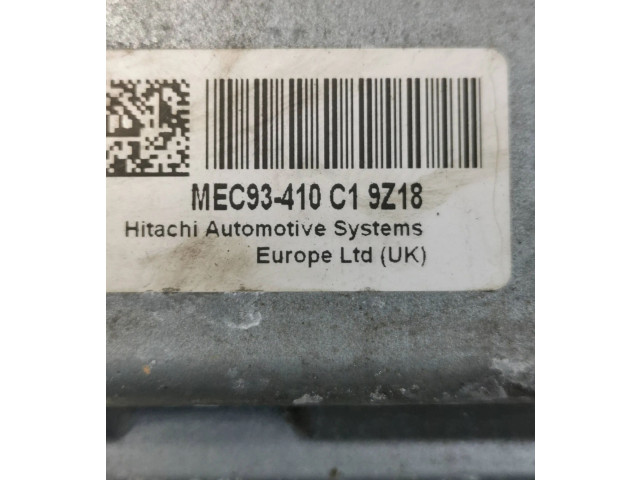 MEC93-410 C1 9Z18
Hitachi Automotive Systems
Europe Ltd (UK)